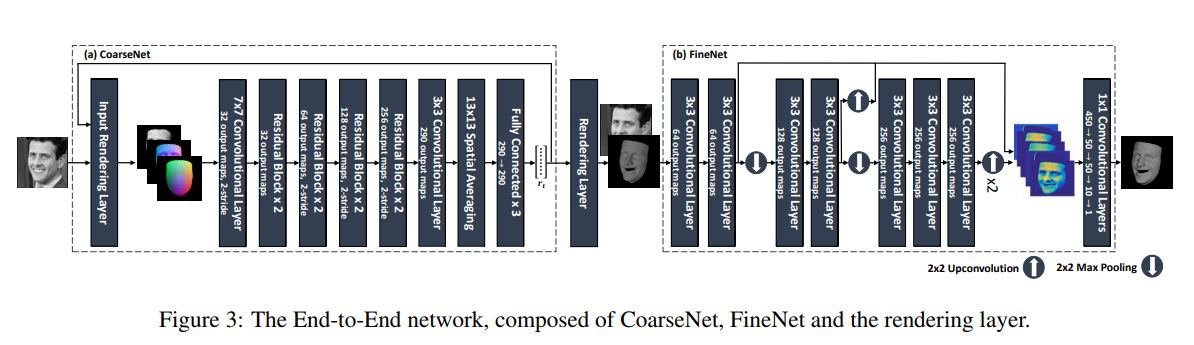 (a) CoarseNet
Input Rendering Layer
7x7 Convolutional Layer
32 output maps, 2-stride
Residual Block x 2
32 output maps
Residual Block x 2
64 output maps, 2-stride
Residual Block x 2
128 output maps, 2-stride
Residual Block x 2
256 output maps, 2-stride
3x3 Convolutional Layer
290 output maps
13x13 Spatial Averaging
Fully Connected x 3
290 → 290
Rendering Layer
(b) FineNet
3x3 Convolutional Layer
64 output maps
3x3 Convolutional Layer
64 output maps
3x3 Convolutional Layer
128 output maps
3x3 Convolutional Layer
128 output maps
3x3 Convolutional Layer
256 output maps
3x3 Convolutional Layer
256 output maps
3x3 Convolutional Layer
256 output maps
x2
1x1 Convolutional Layers
450 → 50 → 50 → 10 → 1
2x2 Upconvolution
2x2 Max Pooling
Figure 3: The End-to-End network, composed of CoarseNet, FineNet and the rendering layer.